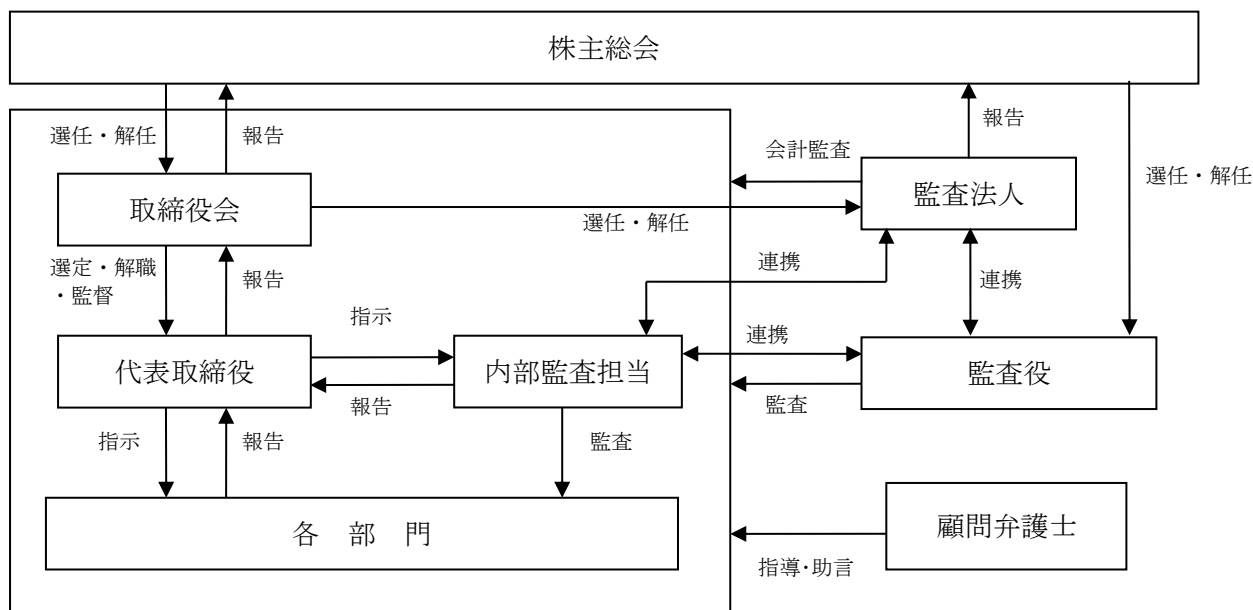 株主総会
選任・解任
報告
報告
会計監査
選任・解任
取締役会
監査法人
選任・解任
選定・解職
・監督
報告
連携
連携
指示
連携
代表取締役
内部監査担当
監査役
報告
監査
指示
報告
監査
各　部　門
顧問弁護士
指導・助言